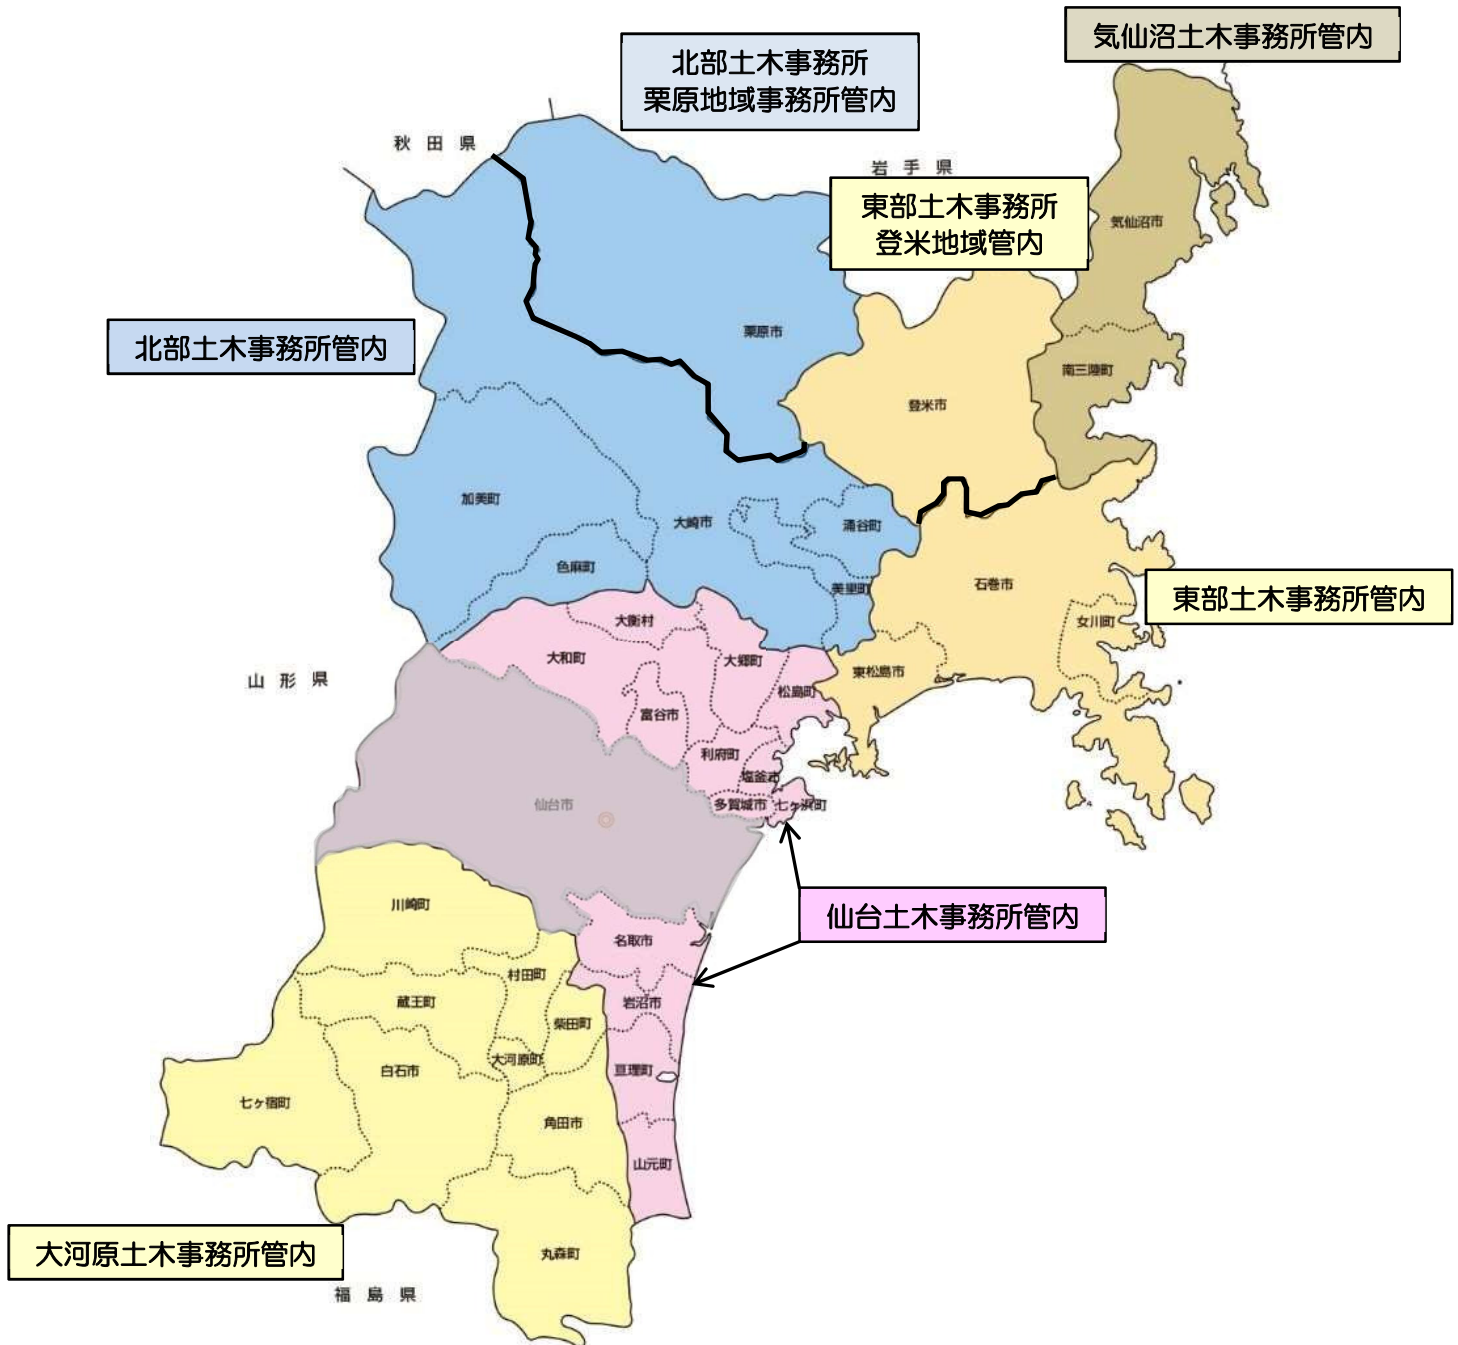 気仙沼土木事務所管内
北部土木事務所
栗原地域事務所管内
秋田県
岩手県
東部土木事務所
登米地域管内
気仙沼市
栗原市
北部土木事務所管内
南三陸町
登米市
加美町
大崎市
涌谷町
色麻町
美里町
石巻市
東部土木事務所管内
女川町
大衡村
大和町
大郷町
東松島市
山形県
松島町
富谷市
利府町
塩釜市
仙台市
多賀城市
七ヶ浜町
川崎町
仙台土木事務所管内
名取市
村田町
蔵王町
岩沼市
柴田町
大河原町
白石市
亘理町
七ヶ宿町
角田市
山元町
大河原土木事務所管内
丸森町
福島県